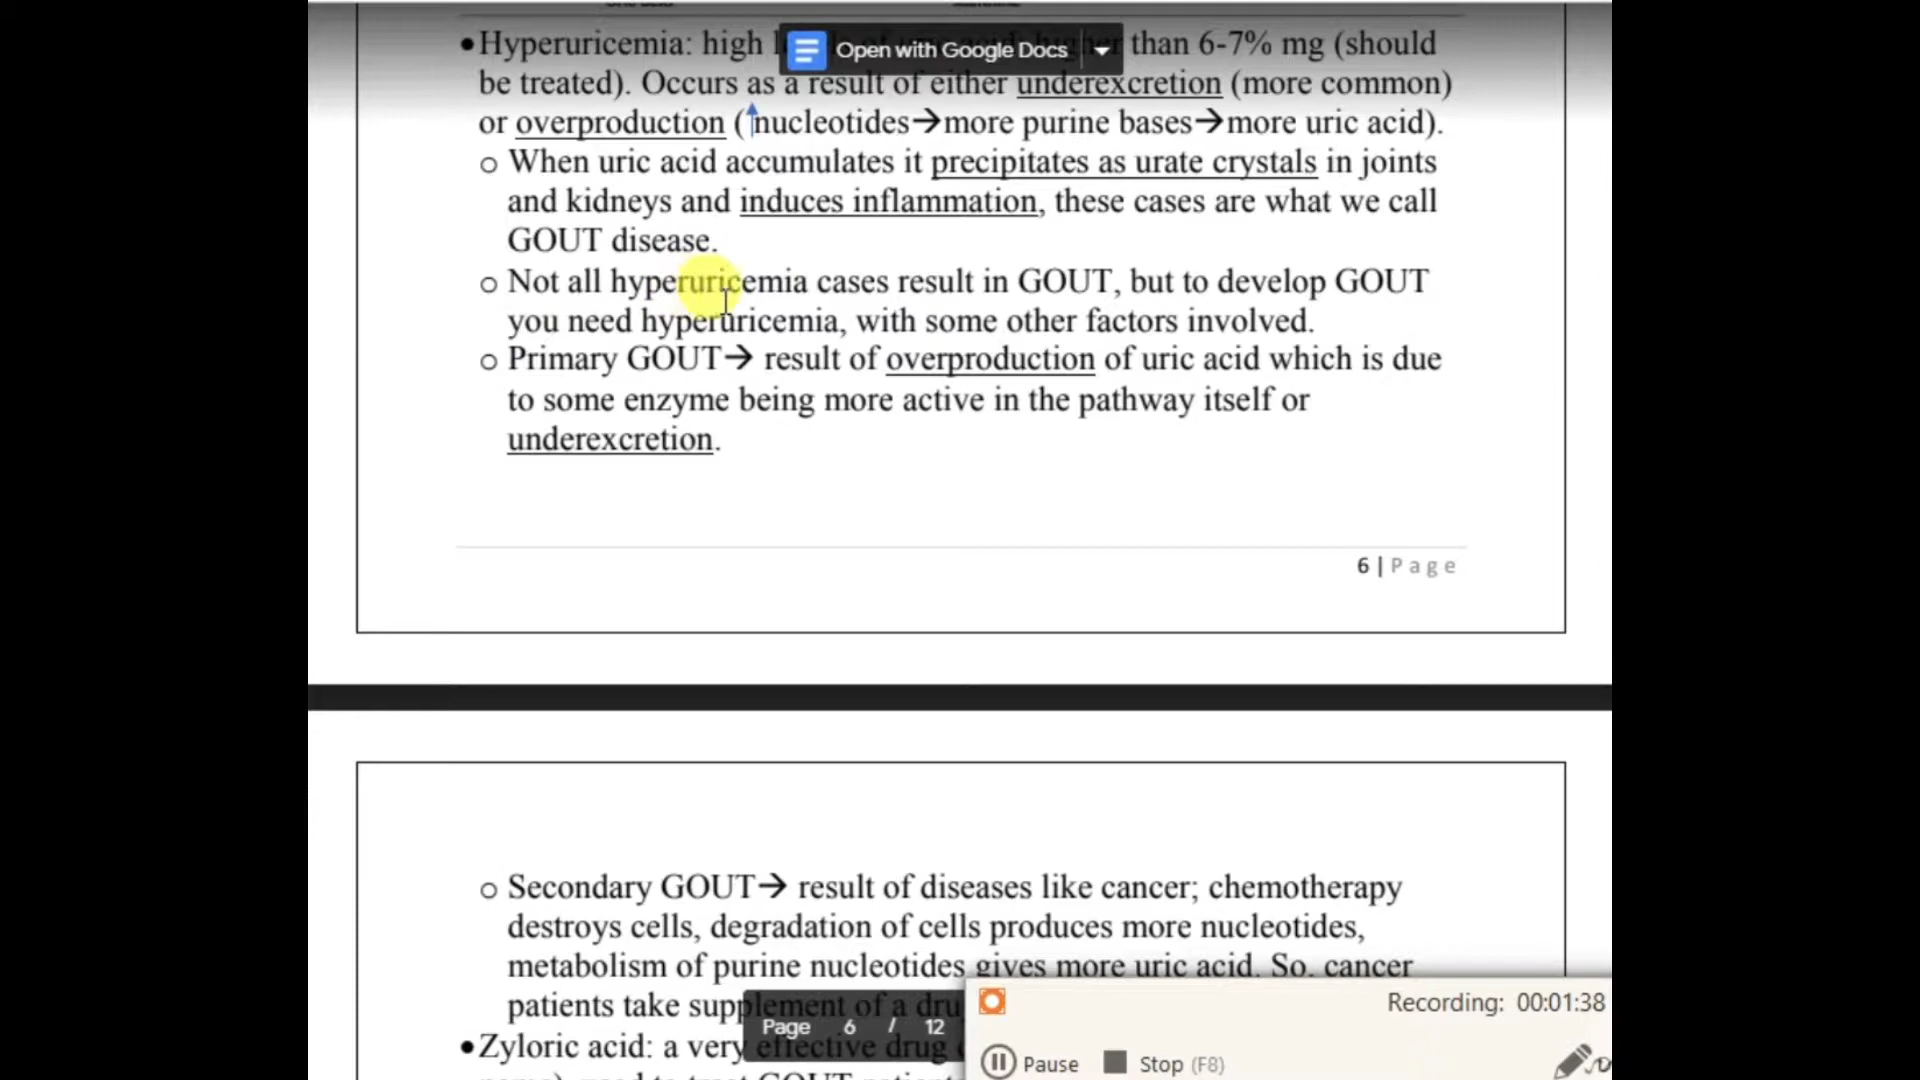 •Hyperuricemia: high than 6-7% mg (should
Open with Google Docs
be treated). Occurs as a result of either underexcretion (more common)
or overproduction (↑nucleotides→more purine bases→more uric acid).
o When uric acid accumulates it precipitates as urate crystals in joints
and kidneys and induces inflammation, these cases are what we call
GOUT disease.
o Not all hyperuricemia cases result in GOUT, but to develop GOUT
you need hyperuricemia, with some other factors involved.
o Primary GOUT→ result of overproduction of uric acid which is due
to some enzyme being more active in the pathway itself or
underexcretion.
6 | Page
o Secondary GOUT→ result of diseases like cancer; chemotherapy
destroys cells, degradation of cells produces more nucleotides,
metabolism of purine nucleotides gives more uric acid. So, cancer
patients take supplement of a dru
Page 6 / 12
•Zyloric acid: a very effective drug
Recording: 00:01:38
Pause Stop (F8)